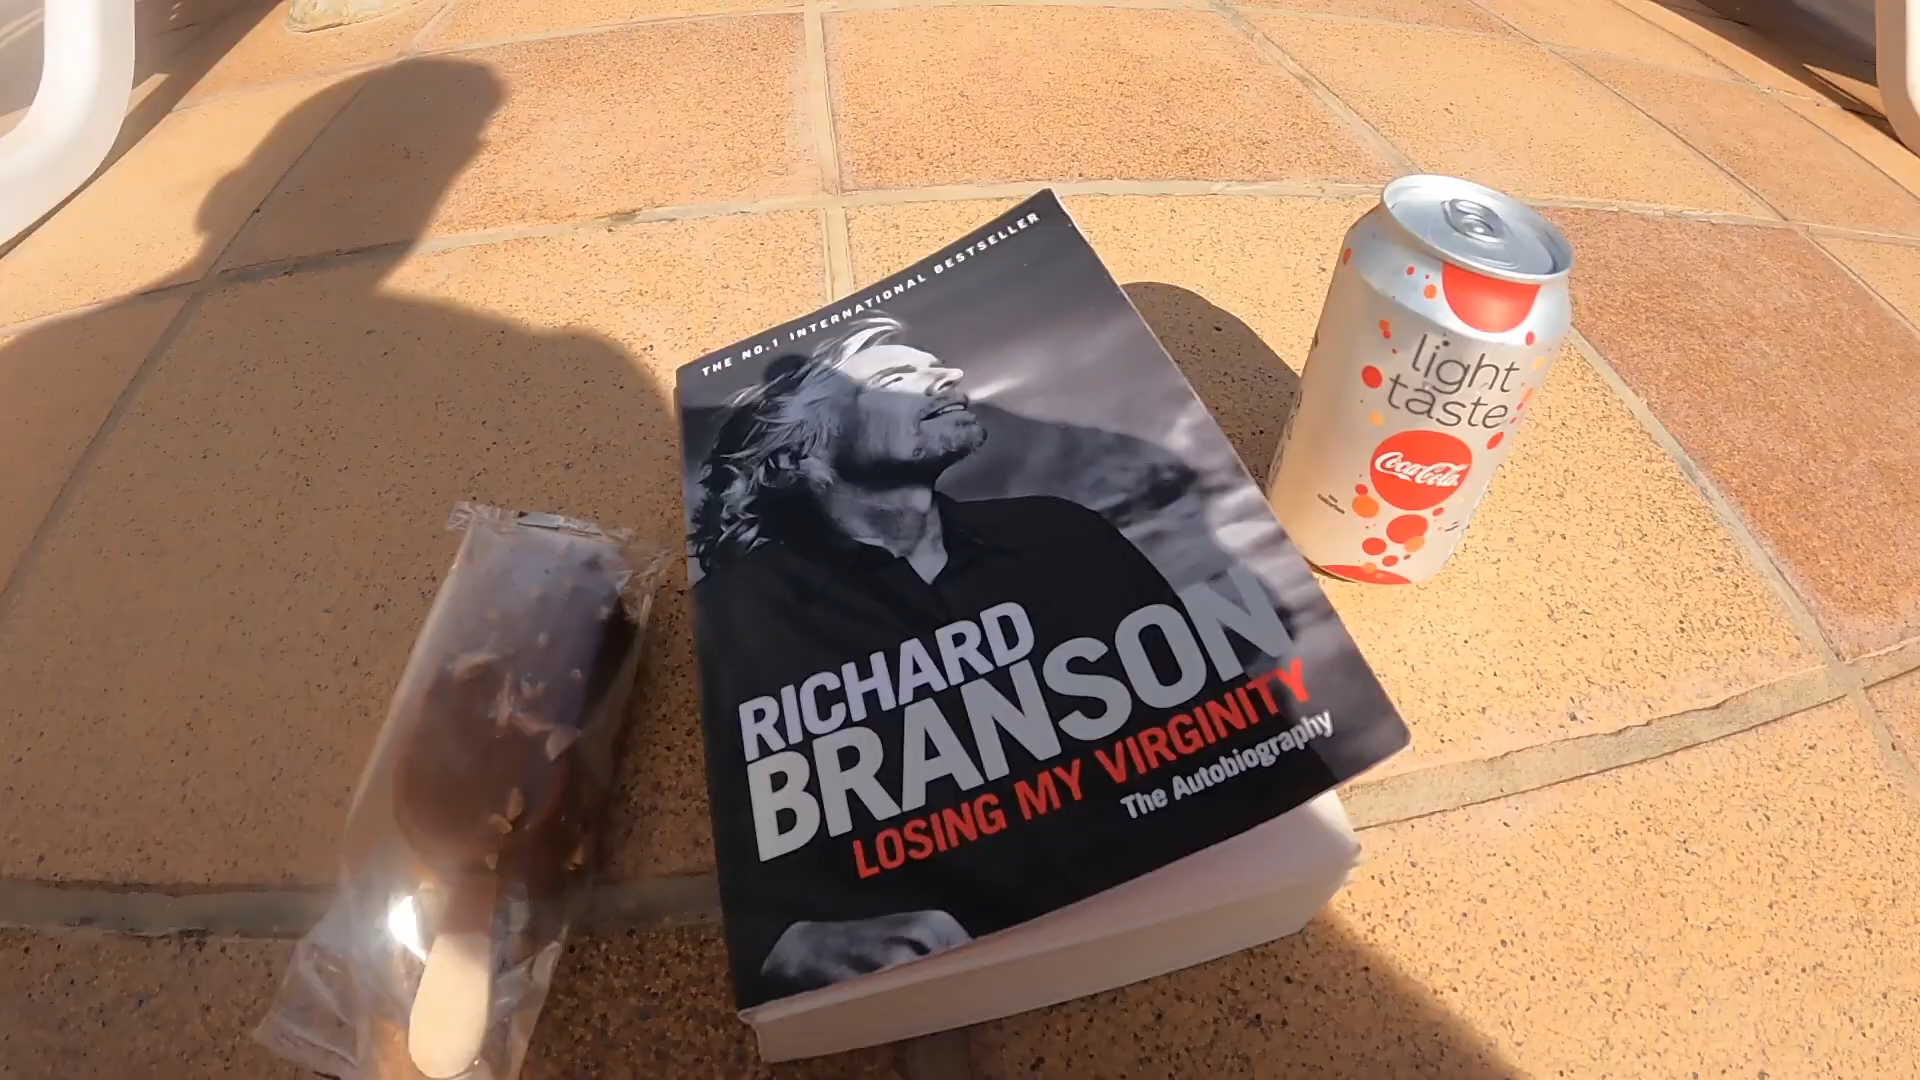 THE NO.1 INTERNATIONAL BESTSELLER
RICHARD
BRANSON
LOSING MY VIRGINITY
The Autobiography
light
taste
Coca-Cola